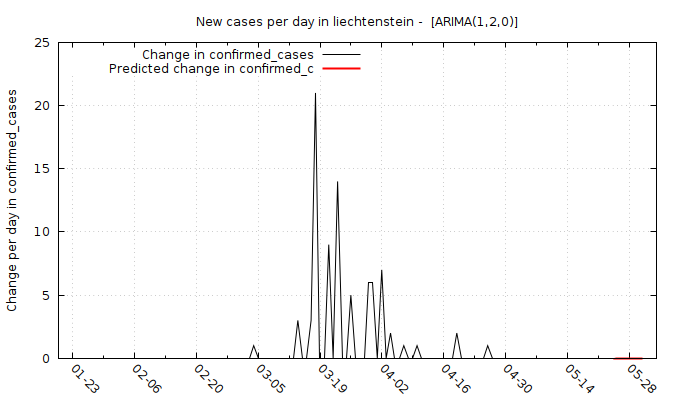 New cases per day in liechtenstein -  [ARIMA(1,2,0)]
Change in confirmed_cases
Predicted change in confirmed_c
Change per day in confirmed_cases
25
20
15
10
5
0
01-23 02-06 02-20 03-05 03-19 04-02 04-16 04-30 05-14 05-28